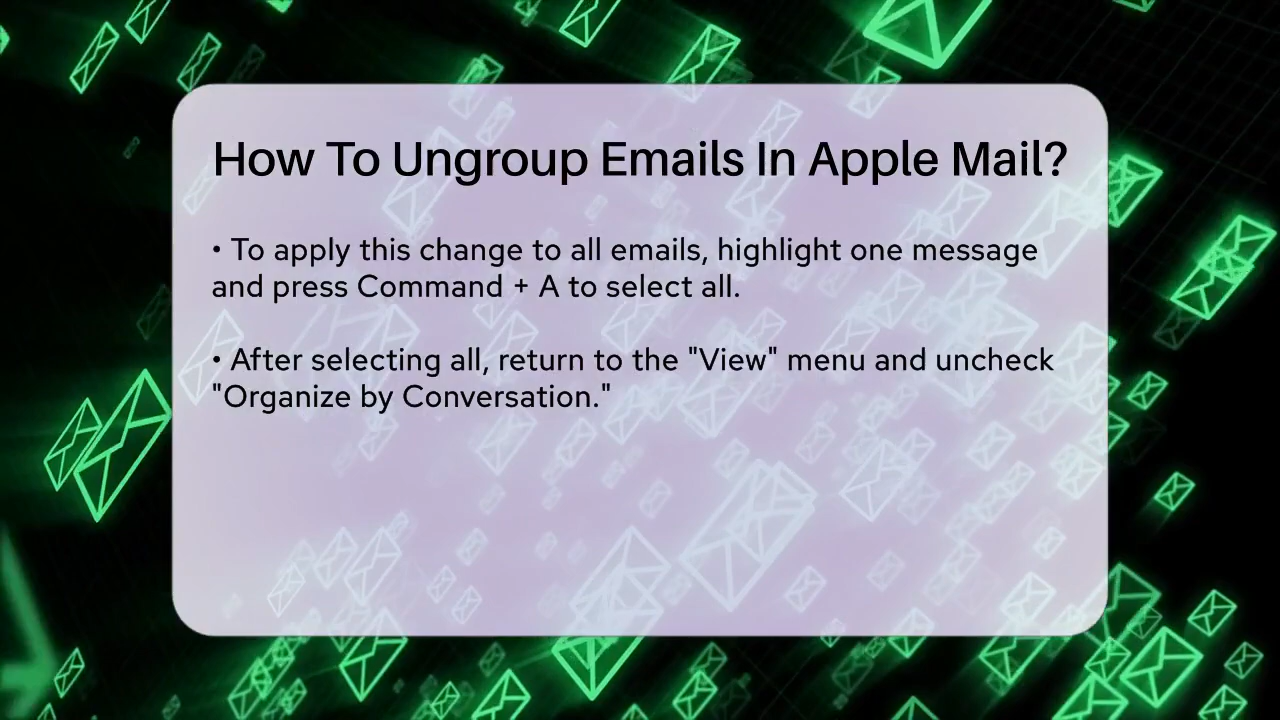 How To Ungroup Emails In Apple Mail?
• To apply this change to all emails, highlight one message
and press Command + A to select all.
• After selecting all, return to the "View" menu and uncheck
"Organize by Conversation."